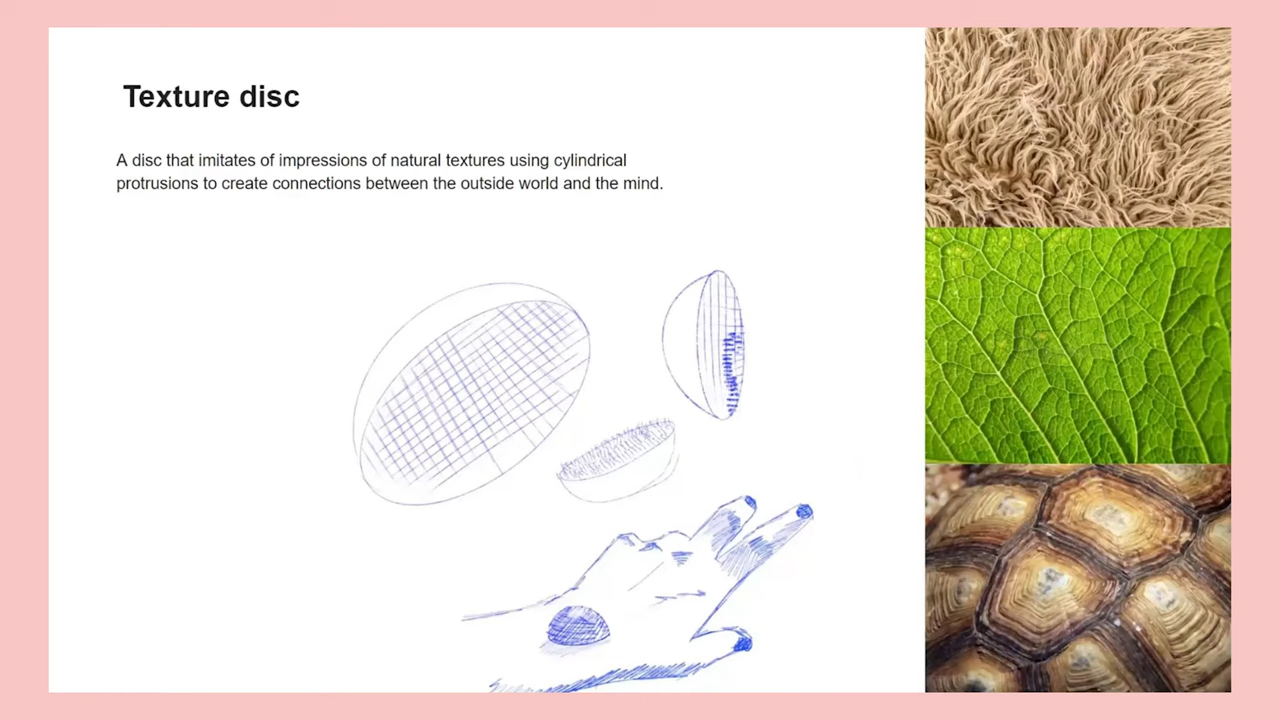 Texture disc
A disc that imitates of impressions of natural textures using cylindrical
protrusions to create connections between the outside world and the mind.